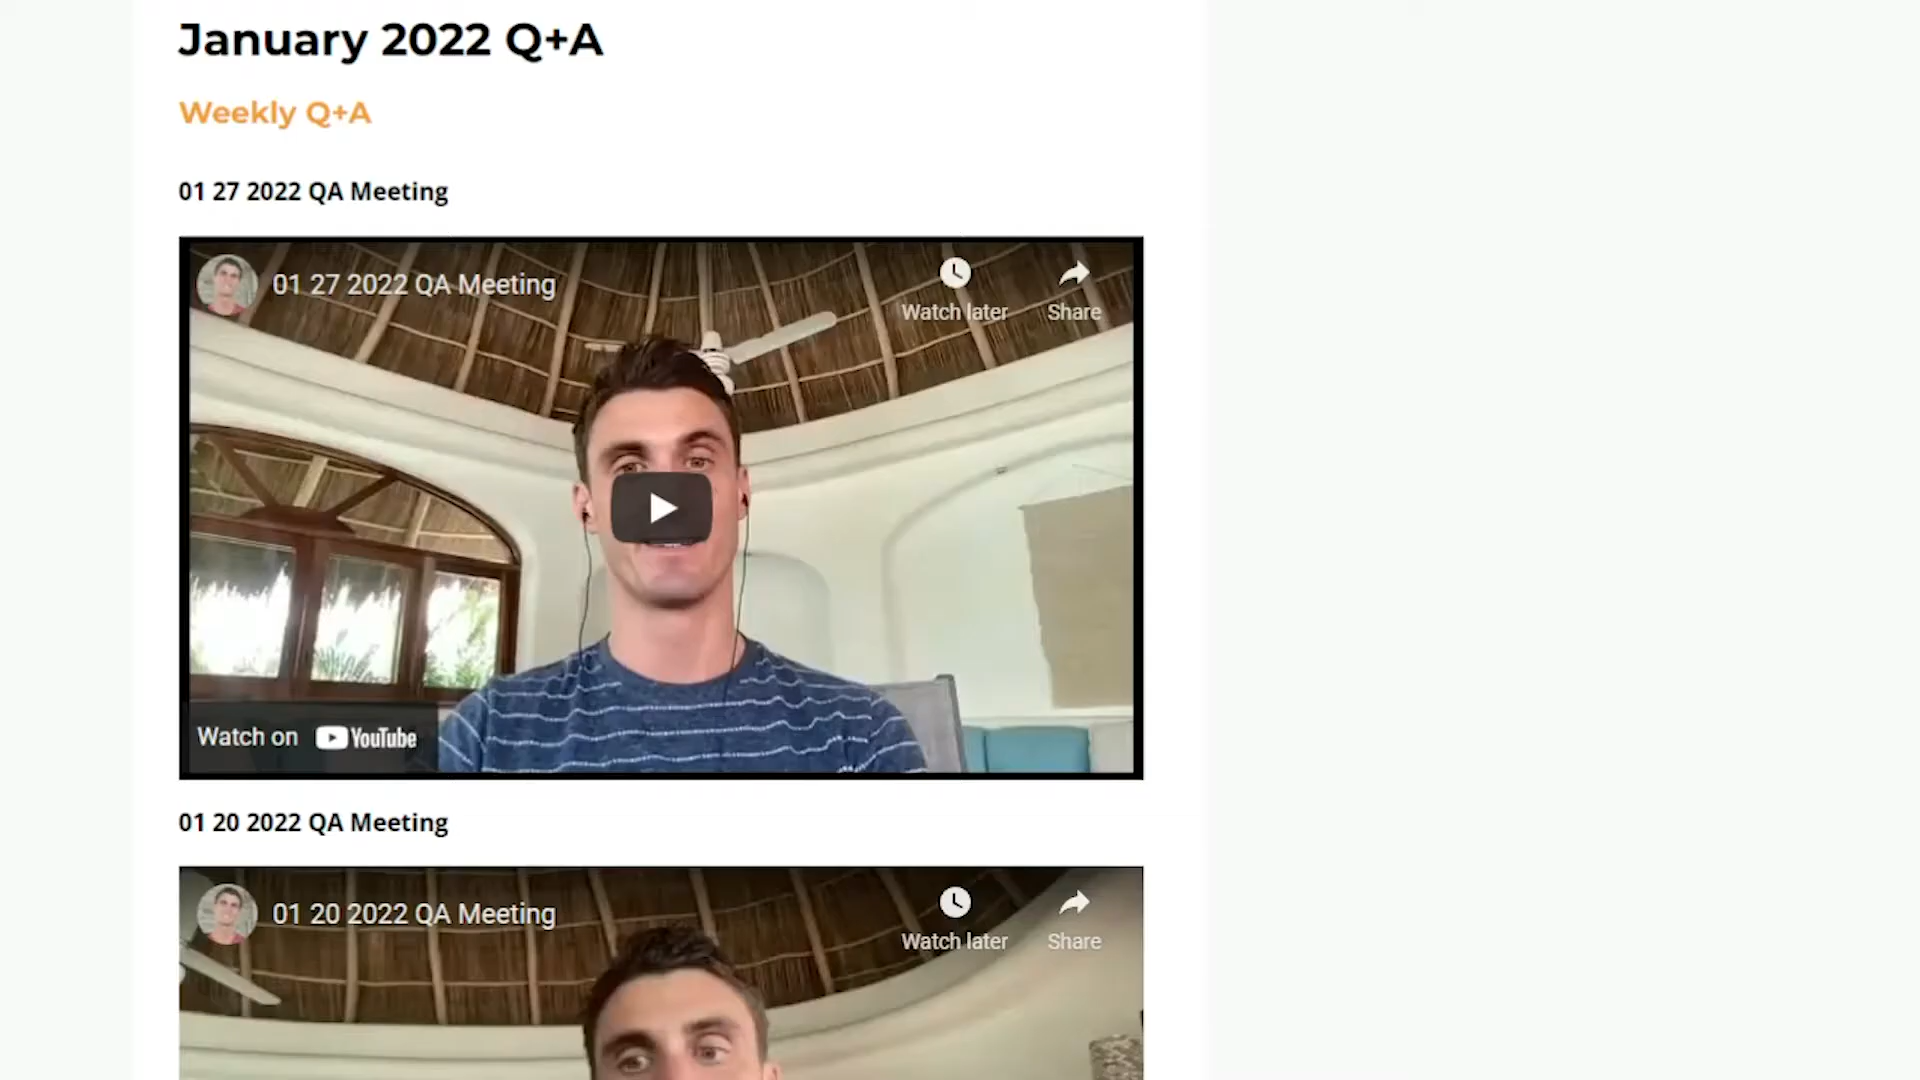 January 2022 Q+A
Weekly Q+A
01 27 2022 QA Meeting
01 27 2022 QA Meeting
Watch later
Share
Watch on YouTube
01 20 2022 QA Meeting
01 20 2022 QA Meeting
Watch later
Share